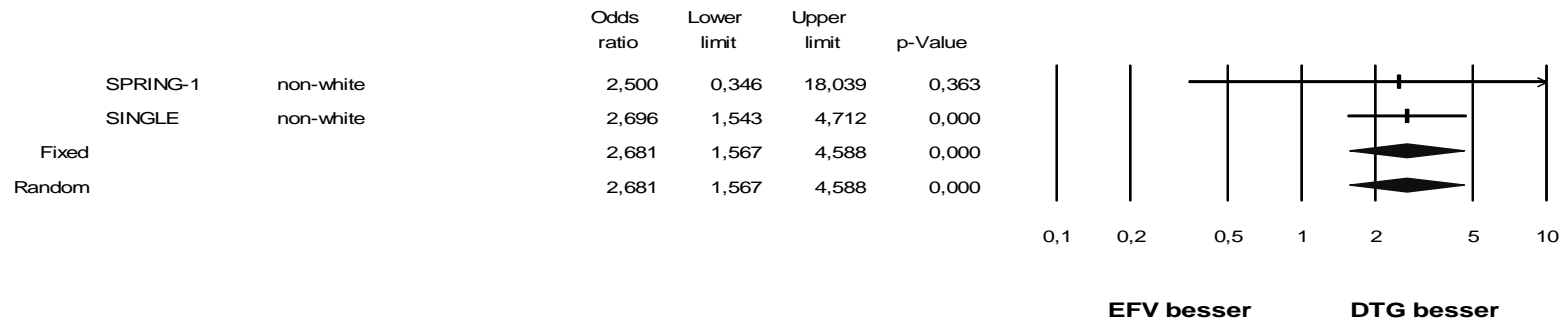 Odds Lower Upper
ratio limit limit p-Value
SPRING-1 non-white 2,500 0,346 18,039 0,363
SINGLE non-white 2,696 1,543 4,712 0,000
Fixed 2,681 1,567 4,588 0,000
Random 2,681 1,567 4,588 0,000
0,1 0,2 0,5 1 2 5 10
EFV besser DTG besser